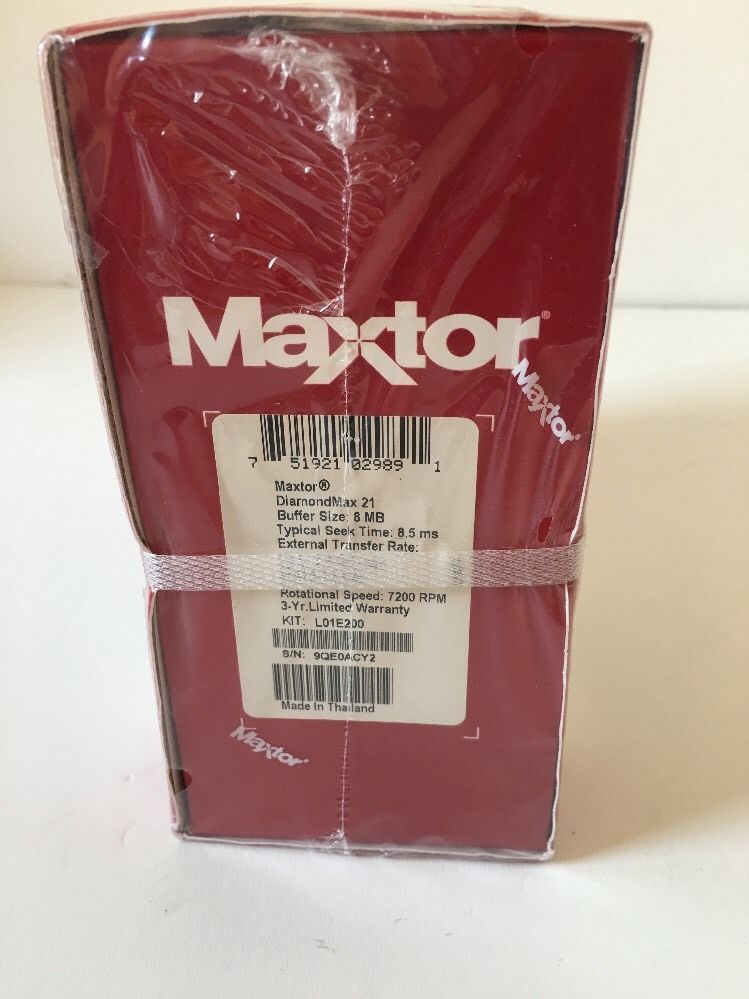 Maxtor®
Maxtor
7 51921 02989 1
Maxtor®
DiamondMax 21
Buffer Size: 8 MB
Typical Seek Time: 8.5 ms
External Transfer Rate:
Rotational Speed: 7200 RPM
3-Yr.Limited Warranty
KIT: L01E200
S/N: 9QE0ACY2
Made In Thailand
Maxtor